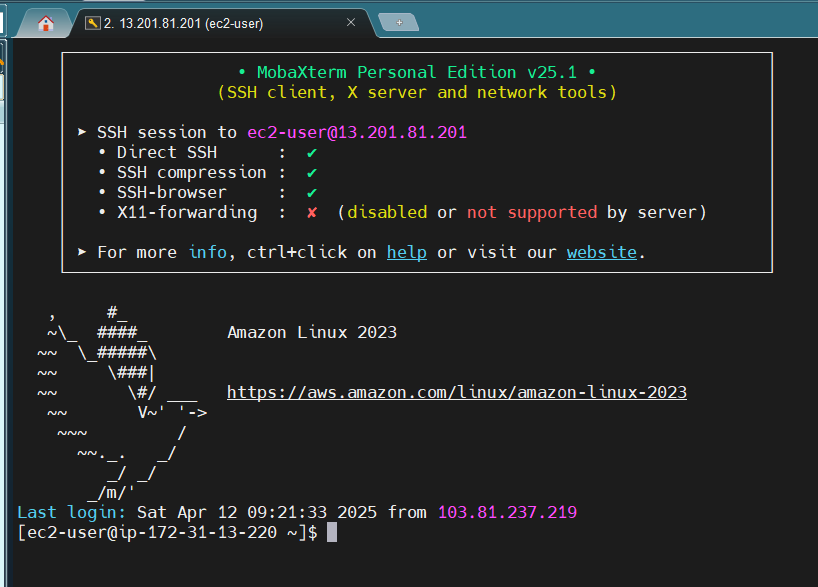 2. 13.201.81.201 (ec2-user)
• MobaXterm Personal Edition v25.1 •
(SSH client, X server and network tools)
➤ SSH session to ec2-user@13.201.81.201
• Direct SSH : ✔
• SSH compression : ✔
• SSH-browser : ✔
• X11-forwarding : ✘ (disabled or not supported by server)
➤ For more info, ctrl+click on help or visit our website.
   ,     #_
   ~\_  ####_        Amazon Linux 2023
  ~~  \_#####\
  ~~     \###|
  ~~       \#/ ___   https://aws.amazon.com/linux/amazon-linux-2023
   ~~       V~' '->
    ~~~         /
      ~~._.   _/
         _/ _/
       _/m/'
Last login: Sat Apr 12 09:21:33 2025 from 103.81.237.219
[ec2-user@ip-172-31-13-220 ~]$